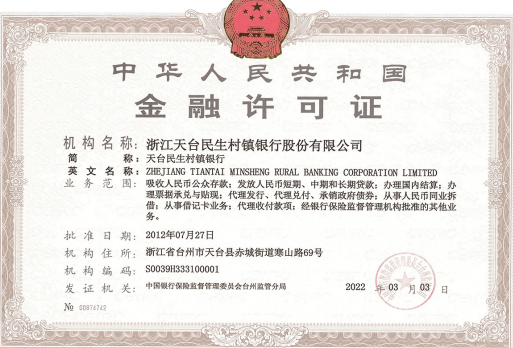 中华人民共和国
金融许可证
机构名称：浙江天台民生村镇银行股份有限公司
简 称：天台民生村镇银行
英文名称：ZHEJIANG TIANTAI MINSHENG RURAL BANKING CORPORATION LIMITED
业务范围：吸收人民币公众存款；发放人民币短期、中期和长期贷款；办理国内结算；办
理票据承兑与贴现；代理发行、代理兑付、承销政府债券；从事人民币同业拆
借；从事借记卡业务；代理收付款项；经银行保险监督管理机构批准的其他业
务。
批准日期：2012年07月27日
机构住所：浙江省台州市天台县赤城街道寒山路69号
机构编码：S0039H333100001
发证机关：中国银行保险监督管理委员会台州监管分局
2022 年 03 月 03 日
№ 00874742